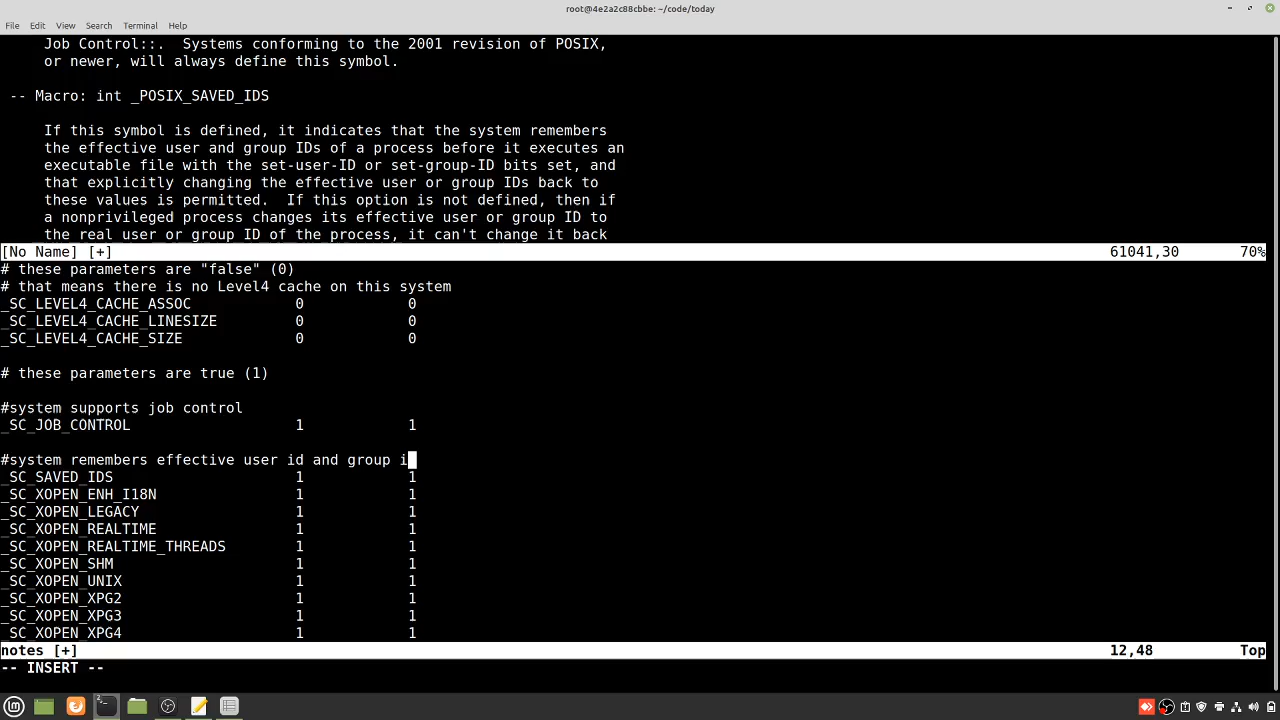 root@4e2a2c88cbbe: ~/code/today
File Edit View Search Terminal Help
Job Control::.  Systems conforming to the 2001 revision of POSIX,
or newer, will always define this symbol.
-- Macro: int _POSIX_SAVED_IDS
If this symbol is defined, it indicates that the system remembers
the effective user and group IDs of a process before it executes an
executable file with the set-user-ID or set-group-ID bits set, and
that explicitly changing the effective user or group IDs back to
these values is permitted.  If this option is not defined, then if
a nonprivileged process changes its effective user or group ID to
the real user or group ID of the process, it can't change it back
[No Name] [+] 61041,30 70%
# these parameters are "false" (0)
# that means there is no Level4 cache on this system
_SC_LEVEL4_CACHE_ASSOC 0 0
_SC_LEVEL4_CACHE_LINESIZE 0 0
_SC_LEVEL4_CACHE_SIZE 0 0
# these parameters are true (1)
#system supports job control
_SC_JOB_CONTROL 1 1
#system remembers effective user id and group i
_SC_SAVED_IDS 1 1
_SC_XOPEN_ENH_I18N 1 1
_SC_XOPEN_LEGACY 1 1
_SC_XOPEN_REALTIME 1 1
_SC_XOPEN_REALTIME_THREADS 1 1
_SC_XOPEN_SHM 1 1
_SC_XOPEN_UNIX 1 1
_SC_XOPEN_XPG2 1 1
_SC_XOPEN_XPG3 1 1
_SC_XOPEN_XPG4 1 1
notes [+] 12,48 Top
-- INSERT --